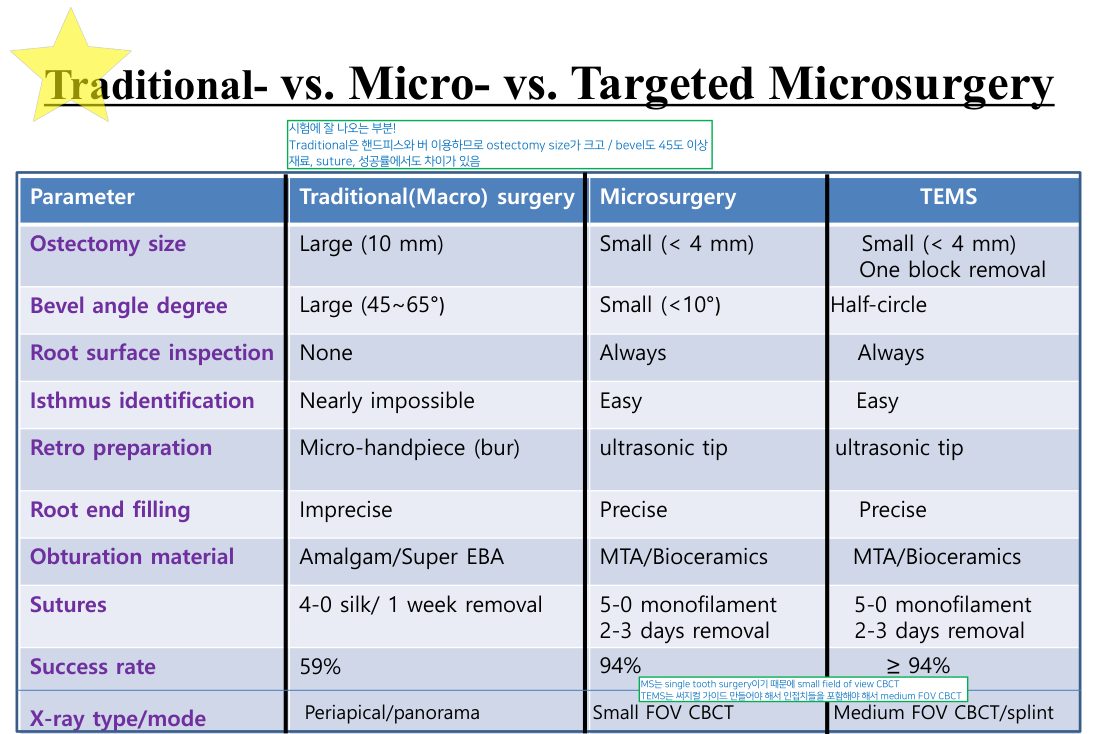 Traditional- vs. Micro- vs. Targeted Microsurgery
시험에 잘 나오는 부분!
Traditional은 핸드피스와 버 이용하므로 ostectomy size가 크고 / bevel도 45도 이상
재료, suture, 성공률에서도 차이가 있음
Parameter Traditional(Macro) surgery Microsurgery TEMS
Ostectomy size Large (10 mm) Small (< 4 mm) Small (< 4 mm)
One block removal
Bevel angle degree Large (45~65°) Small (<10°) Half-circle
Root surface inspection None Always Always
Isthmus identification Nearly impossible Easy Easy
Retro preparation Micro-handpiece (bur) ultrasonic tip ultrasonic tip
Root end filling Imprecise Precise Precise
Obturation material Amalgam/Super EBA MTA/Bioceramics MTA/Bioceramics
Sutures 4-0 silk/ 1 week removal 5-0 monofilament 5-0 monofilament
2-3 days removal 2-3 days removal
Success rate 59% 94% ≥ 94%
MS는 single tooth surgery이기 때문에 small field of view CBCT
TEMS는 써지컬 가이드 만들어야 해서 인접치들을 포함해야 해서 medium FOV CBCT
X-ray type/mode Periapical/panorama Small FOV CBCT Medium FOV CBCT/splint